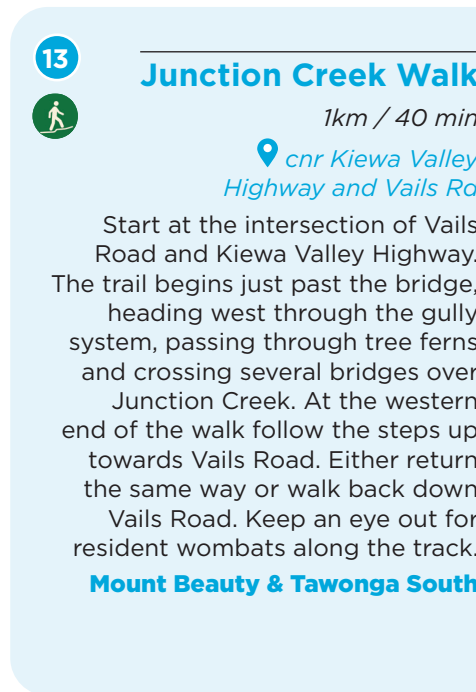 13
Junction Creek Walk
1km / 40 min
cnr Kiewa Valley
Highway and Vails Rd
Start at the intersection of Vails
Road and Kiewa Valley Highway.
The trail begins just past the bridge,
heading west through the gully
system, passing through tree ferns
and crossing several bridges over
Junction Creek. At the western
end of the walk follow the steps up
towards Vails Road. Either return
the same way or walk back down
Vails Road. Keep an eye out for
resident wombats along the track.
Mount Beauty & Tawonga South